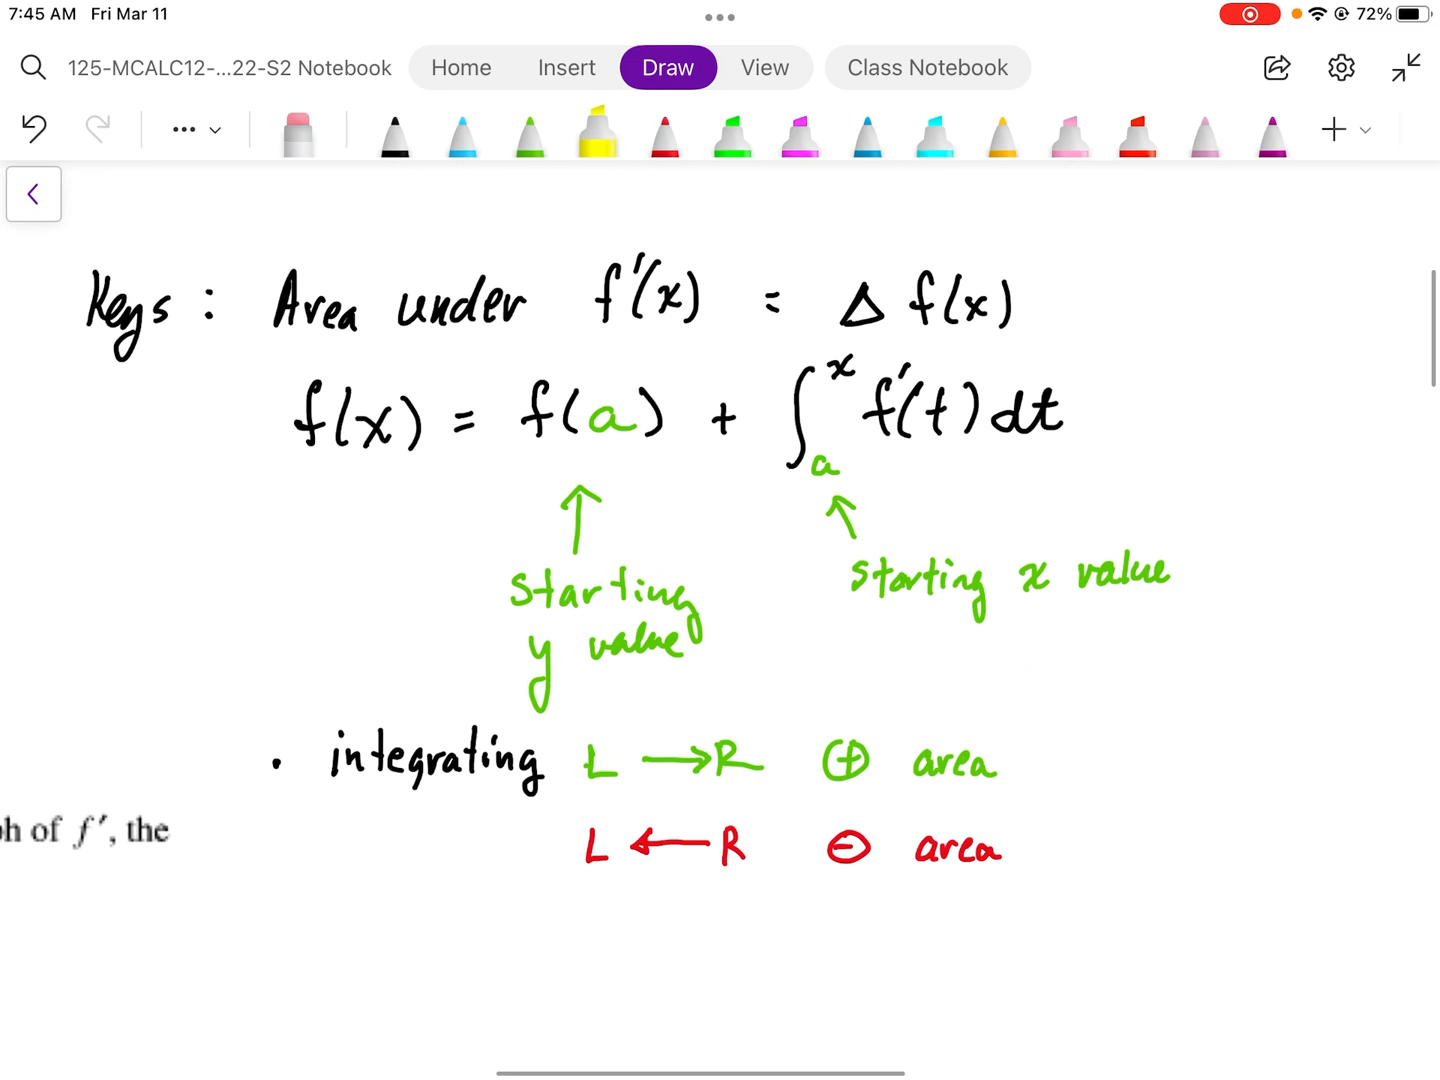 7:45 AM Fri Mar 11
72%
125-MCALC12-...22-S2 Notebook Home Insert Draw View Class Notebook
Keys : Area under f'(x) = Δ f(x)
f(x) = f(a) + ∫ₐˣ f'(t) dt
starting x value
starting
y value
• integrating L → R ⊕ area
ph of f′, the
L ← R ⊖ area